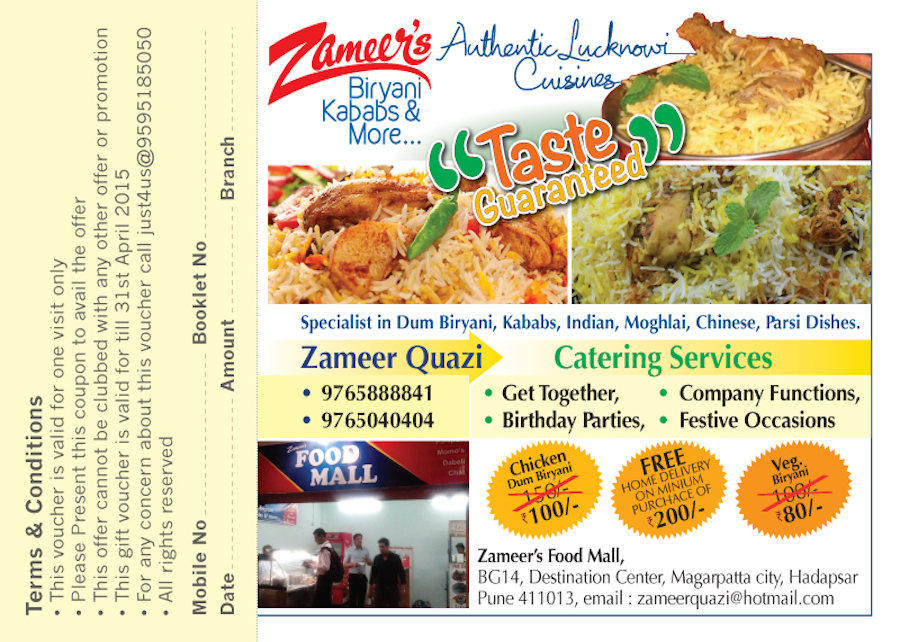 Terms & Conditions
• This voucher is valid for one visit only
• Please Present this coupon to avail the offer
• This offer cannot be clubbed with any other offer or promotion
• This gift voucher is valid for till 31st April 2015
• For any concern about this voucher call just4us@9595185050
• All rights reserved
Mobile No Booklet No
Date Amount Branch
Zameer's
Biryani
Kababs &
More...
Authentic Lucknowi
Cuisines
"Taste
Guaranteed"
Specialist in Dum Biryani, Kababs, Indian, Moghlai, Chinese, Parsi Dishes.
Zameer Quazi
• 9765888841
• 9765040404
Catering Services
• Get Together, • Company Functions,
• Birthday Parties, • Festive Occasions
Zameer's
FOOD
MALL
Momo's
Dabeli
Chat
Chicken
Dum Biryani
150/-
₹100/-
FREE
HOME DELIVERY
ON MINIUM
PURCHACE OF
₹200/-
Veg.
Biryani
100/-
₹80/-
Zameer's Food Mall,
BG14, Destination Center, Magarpatta city, Hadapsar
Pune 411013, email : zameerquazi@hotmail.com